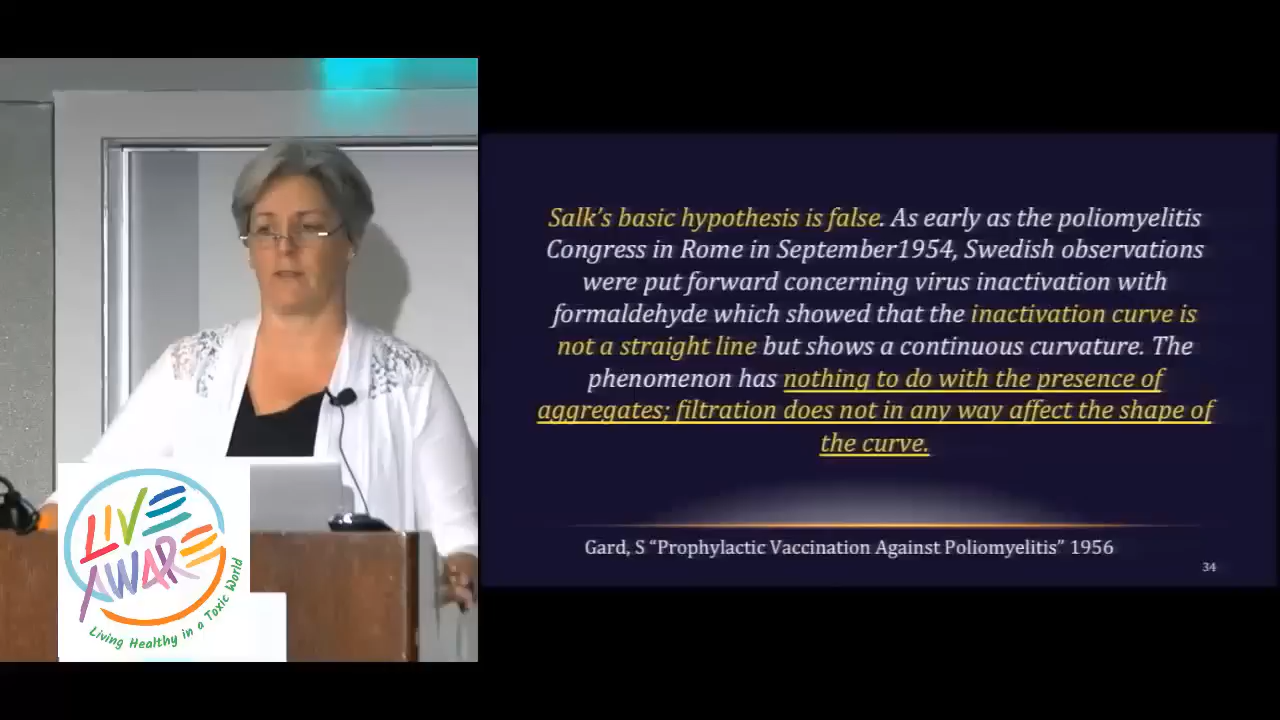 Salk’s basic hypothesis is false. As early as the poliomyelitis
Congress in Rome in September1954, Swedish observations
were put forward concerning virus inactivation with
formaldehyde which showed that the inactivation curve is
not a straight line but shows a continuous curvature. The
phenomenon has nothing to do with the presence of
aggregates; filtration does not in any way affect the shape of
the curve.
Gard, S “Prophylactic Vaccination Against Poliomyelitis” 1956
34
LIVE
AWARE
Living Healthy in a Toxic World